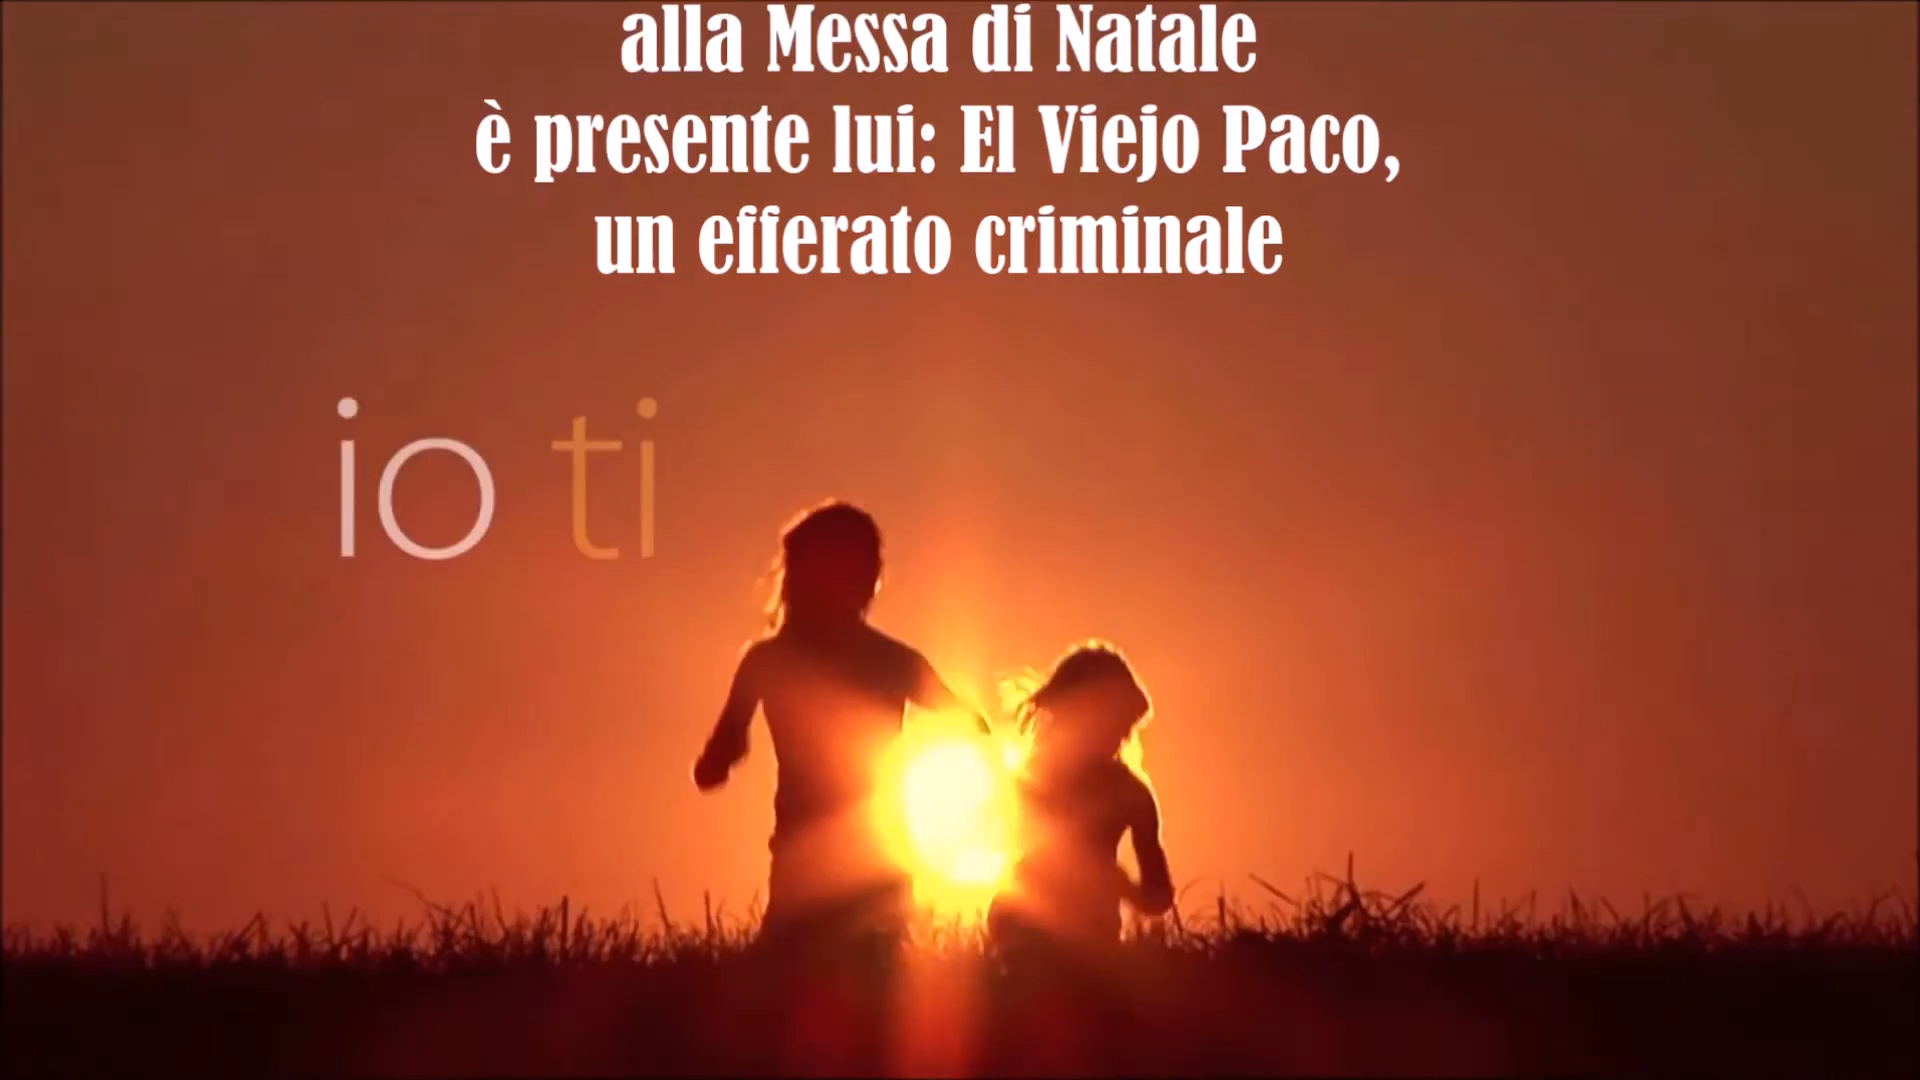 alla Messa di Natale
è presente lui: El Viejo Paco,
un efferato criminale
io ti